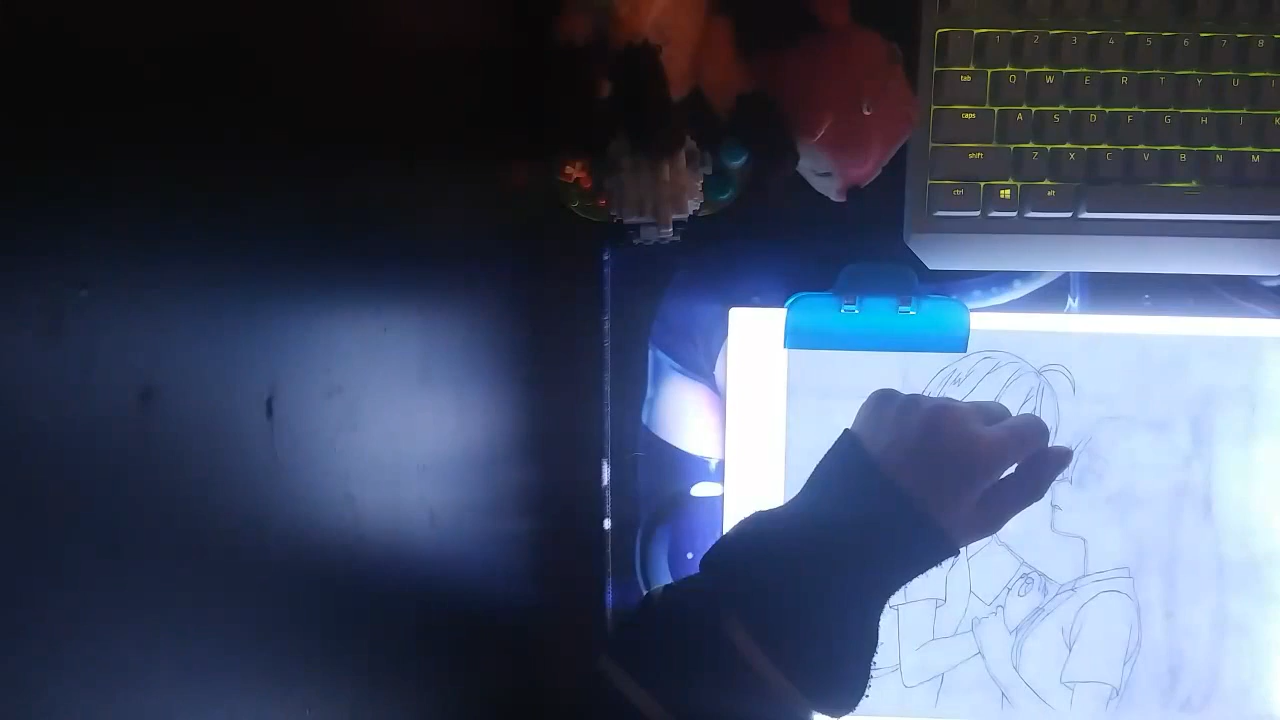 1 2 3 4 5 6 7 8
tab Q W E R T Y U I
caps A S D F G H J K
shift Z X C V B N M
ctrl alt